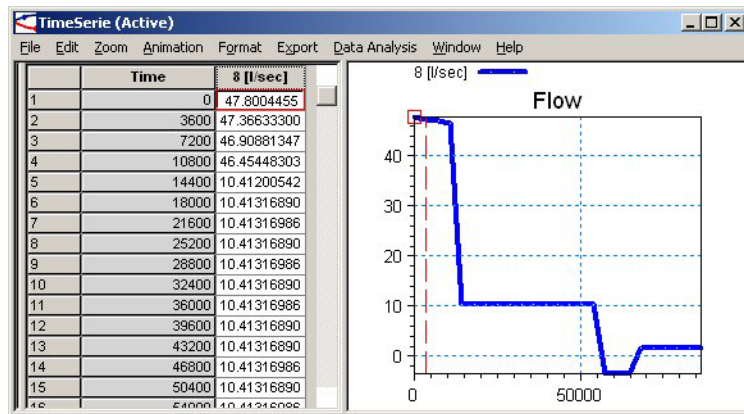 TimeSerie (Active)
File Edit Zoom Animation Format Export Data Analysis Window Help
Time 8 [l/sec]
1 0 47.8004455
2 3600 47.36633300
3 7200 46.90881347
4 10800 46.45448303
5 14400 10.41200542
6 18000 10.41316890
7 21600 10.41316986
8 25200 10.41316890
9 28800 10.41316986
10 32400 10.41316890
11 36000 10.41316986
12 39600 10.41316890
13 43200 10.41316890
14 46800 10.41316986
15 50400 10.41316890
16 54000 10.41316986
8 [l/sec]
Flow
40
30
20
10
0
0 50000